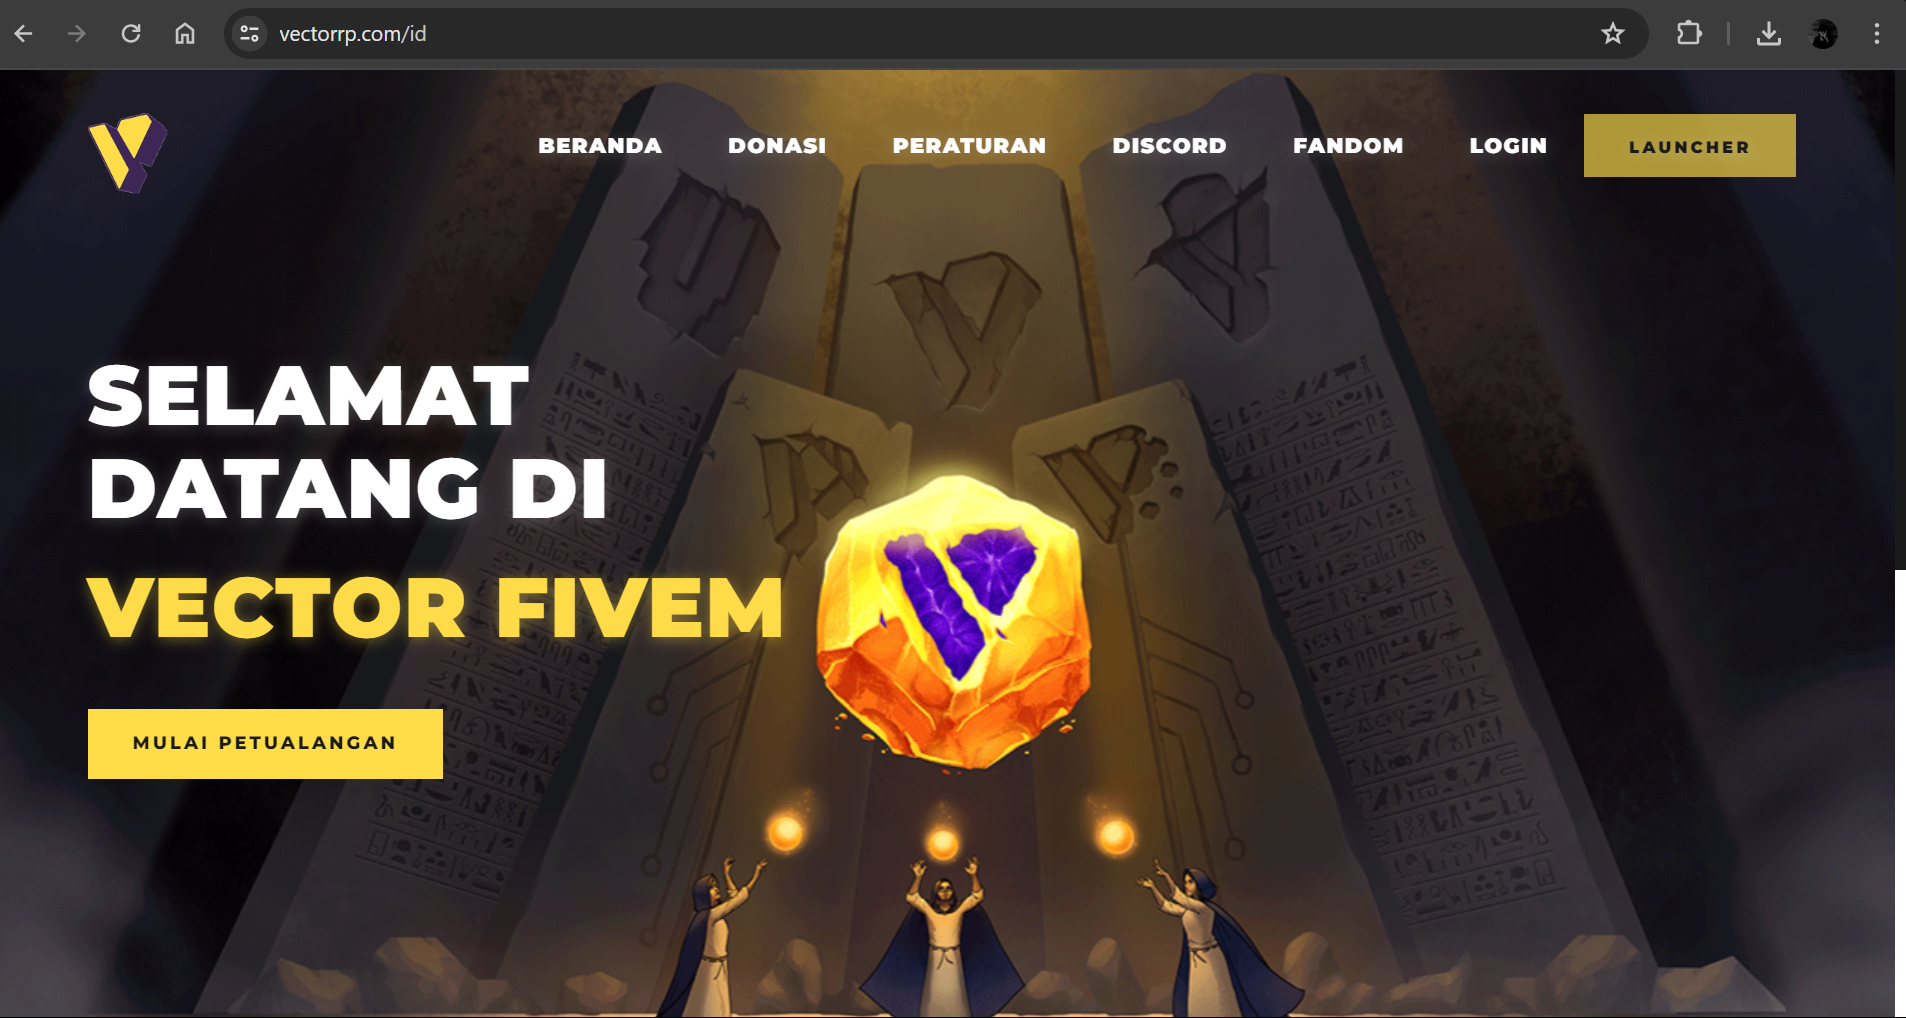 vectorrp.com/id
BERANDA DONASI PERATURAN DISCORD FANDOM LOGIN LAUNCHER
SELAMAT
DATANG DI
VECTOR FIVEM
MULAI PETUALANGAN